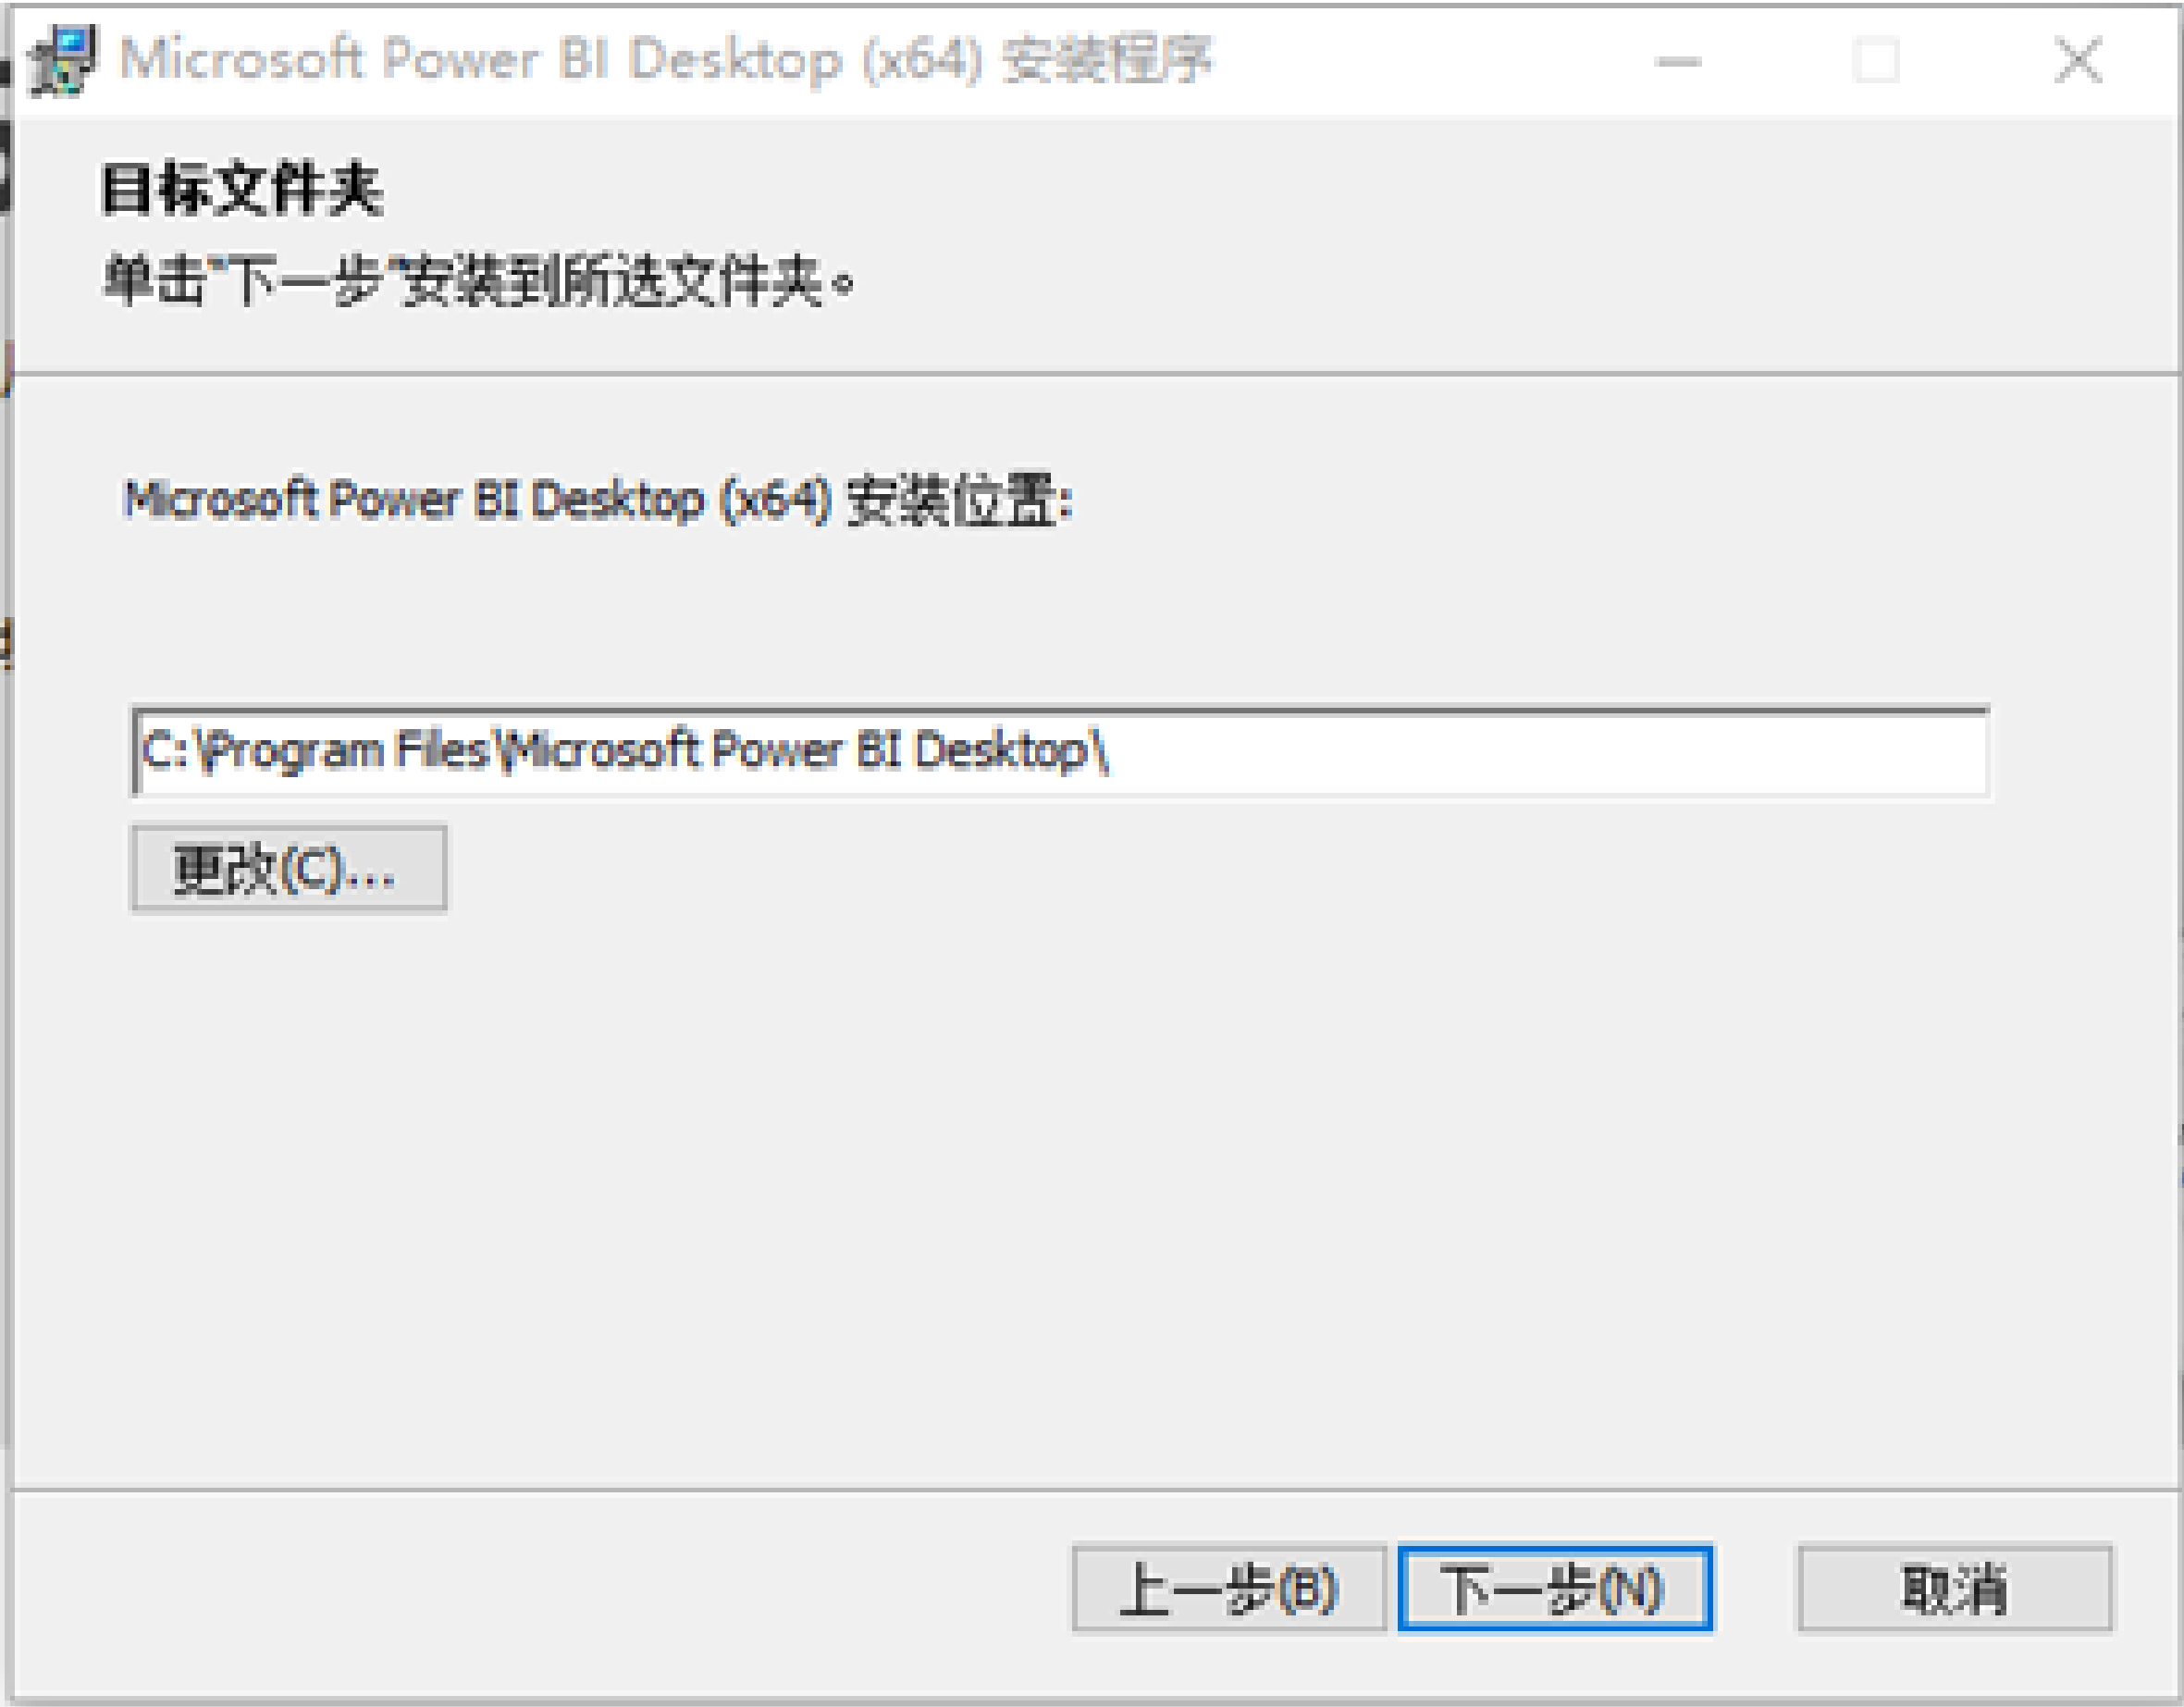 Microsoft Power BI Desktop (x64) 安装程序
目标文件夹
单击"下一步"安装到所选文件夹。
Microsoft Power BI Desktop (x64) 安装位置:
C:\Program Files\Microsoft Power BI Desktop\
更改(C)...
上一步(B) 下一步(N) 取消